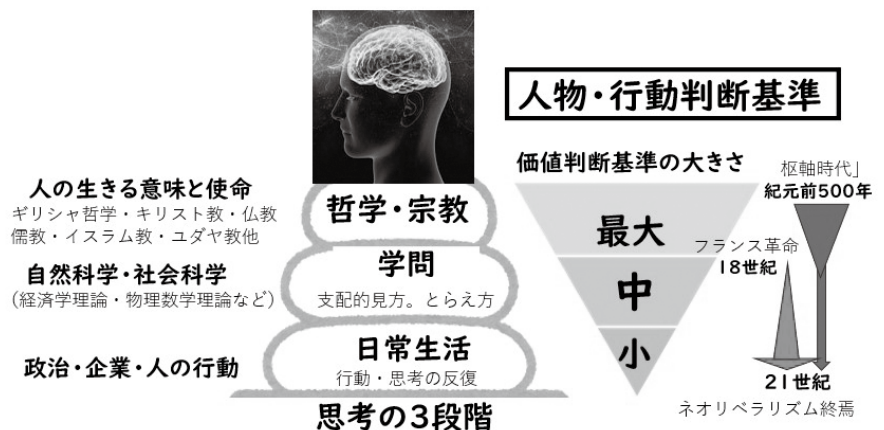 人物・行動判断基準
人の生きる意味と使命
ギリシャ哲学・キリスト教・仏教
儒教・イスラム教・ユダヤ教他
自然科学・社会科学
(経済学理論・物理数学理論など)
政治・企業・人の行動
哲学・宗教
学問
支配的見方。とらえ方
日常生活
行動・思考の反復
思考の3段階
価値判断基準の大きさ
最大
中
小
枢軸時代」
紀元前500年
フランス革命
18世紀
21世紀
ネオリベラリズム終焉